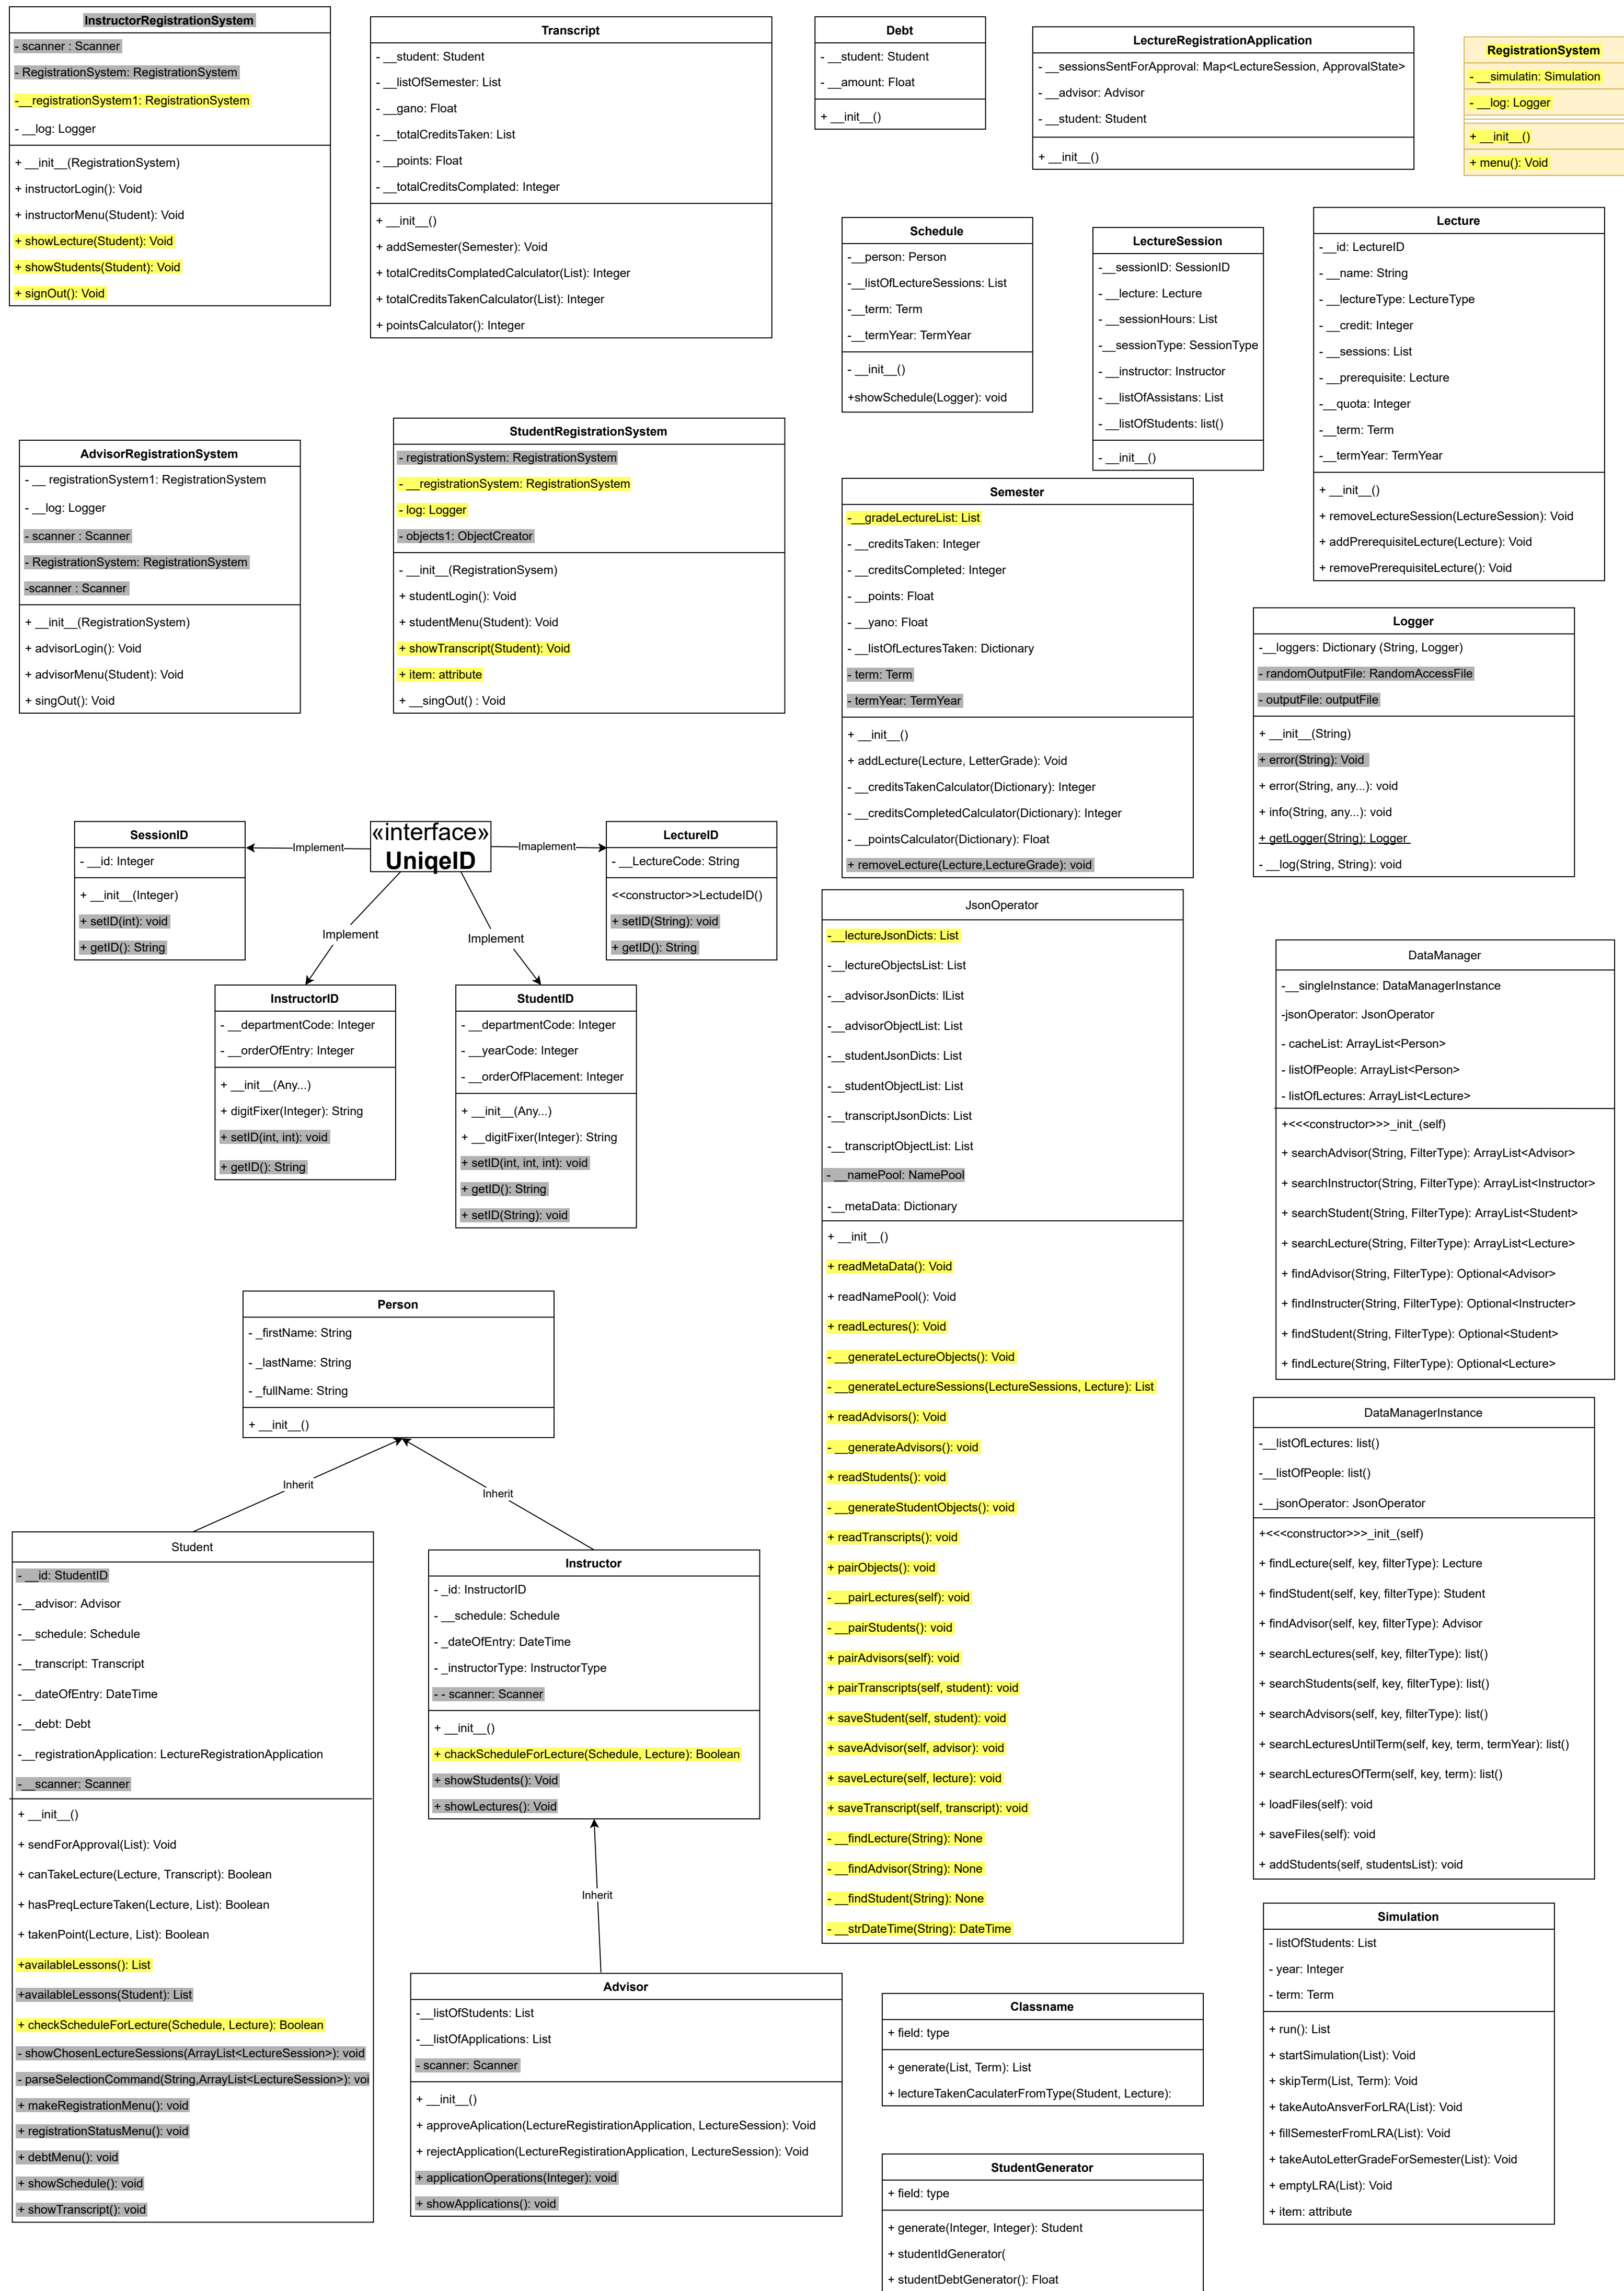 InstructorRegistrationSystem
- scanner : Scanner
- RegistrationSystem: RegistrationSystem
-__registrationSystem1: RegistrationSystem
- __log: Logger
+ __init__(RegistrationSystem)
+ instructorLogin(): Void
+ instructorMenu(Student): Void
+ showLecture(Student): Void
+ showStudents(Student): Void
+ signOut(): Void
Transcript
- __student: Student
- __listOfSemester: List
- __gano: Float
- __totalCreditsTaken: List
- __points: Float
- __totalCreditsComplated: Integer
+ __init__()
+ addSemester(Semester): Void
+ totalCreditsComplatedCalculator(List): Integer
+ totalCreditsTakenCalculator(List): Integer
+ pointsCalculator(): Integer
Debt
- __student: Student
- __amount: Float
+ __init__()
LectureRegistrationApplication
- __sessionsSentForApproval: Map<LectureSession, ApprovalState>
- __advisor: Advisor
- __student: Student
+ __init__()
RegistrationSystem
- __simulatin: Simulation
- __log: Logger
+ __init__()
+ menu(): Void
Schedule
-__person: Person
-__listOfLectureSessions: List
-__term: Term
-__termYear: TermYear
- __init__()
+showSchedule(Logger): void
LectureSession
-__sessionID: SessionID
- __lecture: Lecture
- __sessionHours: List
-__sessionType: SessionType
- __instructor: Instructor
- __listOfAssistans: List
- __listOfStudents: list()
- __init__()
Lecture
-__id: LectureID
- __name: String
- __lectureType: LectureType
- __credit: Integer
- __sessions: List
- __prerequisite: Lecture
-__quota: Integer
-__term: Term
-__termYear: TermYear
+ __init__()
+ removeLectureSession(LectureSession): Void
+ addPrerequisiteLecture(Lecture): Void
+ removePrerequisiteLecture(): Void
AdvisorRegistrationSystem
- __ registrationSystem1: RegistrationSystem
- __log: Logger
- scanner : Scanner
- RegistrationSystem: RegistrationSystem
-scanner : Scanner
+ __init__(RegistrationSystem)
+ advisorLogin(): Void
+ advisorMenu(Student): Void
+ singOut(): Void
StudentRegistrationSystem
- registrationSystem: RegistrationSystem
- __registrationSystem: RegistrationSystem
- log: Logger
- objects1: ObjectCreator
- __init__(RegistrationSysem)
+ studentLogin(): Void
+ studentMenu(Student): Void
+ showTranscript(Student): Void
+ item: attribute
+ __singOut() : Void
Semester
-__gradeLectureList: List
- __creditsTaken: Integer
- __creditsCompleted: Integer
- __points: Float
- __yano: Float
- __listOfLecturesTaken: Dictionary
- term: Term
- termYear: TermYear
+ __init__()
+ addLecture(Lecture, LetterGrade): Void
- __creditsTakenCalculator(Dictionary): Integer
- __creditsCompletedCalculator(Dictionary): Integer
- __pointsCalculator(Dictionary): Float
+ removeLecture(Lecture,LectureGrade): void
Logger
-__loggers: Dictionary (String, Logger)
- randomOutputFile: RandomAccessFile
- outputFile: outputFile
+ __init__(String)
+ error(String): Void
+ error(String, any...): void
+ info(String, any...): void
+ getLogger(String): Logger
- __log(String, String): void
SessionID
- __id: Integer
+ __init__(Integer)
+ setID(int): void
+ getID(): String
Implement
«interface»
UniqeID
Imaplement
LectureID
- __LectureCode: String
<<constructor>>LectudeID()
+ setID(String): void
+ getID(): String
Implement
Implement
InstructorID
- __departmentCode: Integer
- __orderOfEntry: Integer
+ __init__(Any...)
+ digitFixer(Integer): String
+ setID(int, int): void
+ getID(): String
StudentID
- __departmentCode: Integer
- __yearCode: Integer
- __orderOfPlacement: Integer
+ __init__(Any...)
+ __digitFixer(Integer): String
+ setID(int, int, int): void
+ getID(): String
+ setID(String): void
JsonOperator
-__lectureJsonDicts: List
-__lectureObjectsList: List
-__advisorJsonDicts: lList
-__advisorObjectList: List
-__studentJsonDicts: List
-__studentObjectList: List
-__transcriptJsonDicts: List
-__transcriptObjectList: List
- __namePool: NamePool
-__metaData: Dictionary
+ __init__()
+ readMetaData(): Void
+ readNamePool(): Void
+ readLectures(): Void
- __generateLectureObjects(): Void
- __generateLectureSessions(LectureSessions, Lecture): List
+ readAdvisors(): Void
- __generateAdvisors(): void
+ readStudents(): void
- __generateStudentObjects(): void
+ readTranscripts(): void
+ pairObjects(): void
- __pairLectures(self): void
- __pairStudents(): void
+ pairAdvisors(self): void
+ pairTranscripts(self, student): void
+ saveStudent(self, student): void
+ saveAdvisor(self, advisor): void
+ saveLecture(self, lecture): void
+ saveTranscript(self, transcript): void
- __findLecture(String): None
- __findAdvisor(String): None
- __findStudent(String): None
- __strDateTime(String): DateTime
DataManager
-__singleInstance: DataManagerInstance
-jsonOperator: JsonOperator
- cacheList: ArrayList<Person>
- listOfPeople: ArrayList<Person>
- listOfLectures: ArrayList<Lecture>
+<<<constructor>>>_init_(self)
+ searchAdvisor(String, FilterType): ArrayList<Advisor>
+ searchInstructor(String, FilterType): ArrayList<Instructor>
+ searchStudent(String, FilterType): ArrayList<Student>
+ searchLecture(String, FilterType): ArrayList<Lecture>
+ findAdvisor(String, FilterType): Optional<Advisor>
+ findInstructer(String, FilterType): Optional<Instructer>
+ findStudent(String, FilterType): Optional<Student>
+ findLecture(String, FilterType): Optional<Lecture>
DataManagerInstance
-__listOfLectures: list()
-__listOfPeople: list()
-__jsonOperator: JsonOperator
+<<<constructor>>>_init_(self)
+ findLecture(self, key, filterType): Lecture
+ findStudent(self, key, filterType): Student
+ findAdvisor(self, key, filterType): Advisor
+ searchLectures(self, key, filterType): list()
+ searchStudents(self, key, filterType): list()
+ searchAdvisors(self, key, filterType): list()
+ searchLecturesUntilTerm(self, key, term, termYear): list()
+ searchLecturesOfTerm(self, key, term): list()
+ loadFiles(self): void
+ saveFiles(self): void
+ addStudents(self, studentsList): void
Person
- _firstName: String
- _lastName: String
- _fullName: String
+ __init__()
Inherit
Inherit
Student
- __id: StudentID
-__advisor: Advisor
-__schedule: Schedule
-__transcript: Transcript
-__dateOfEntry: DateTime
-__debt: Debt
-__registrationApplication: LectureRegistrationApplication
-__scanner: Scanner
+ __init__()
+ sendForApproval(List): Void
+ canTakeLecture(Lecture, Transcript): Boolean
+ hasPreqLectureTaken(Lecture, List): Boolean
+ takenPoint(Lecture, List): Boolean
+availableLessons(): List
+availableLessons(Student): List
+ checkScheduleForLecture(Schedule, Lecture): Boolean
- showChosenLectureSessions(ArrayList<LectureSession>): void
- parseSelectionCommand(String,ArrayList<LectureSession>): voi
+ makeRegistrationMenu(): void
+ registrationStatusMenu(): void
+ debtMenu(): void
+ showSchedule(): void
+ showTranscript(): void
Instructor
- _id: InstructorID
- __schedule: Schedule
- _dateOfEntry: DateTime
- _instructorType: InstructorType
- - scanner: Scanner
+ __init__()
+ chackScheduleForLecture(Schedule, Lecture): Boolean
+ showStudents(): Void
+ showLectures(): Void
Inherit
Advisor
-__listOfStudents: List
-__listOfApplications: List
- scanner: Scanner
+ __init__()
+ approveAplication(LectureRegistirationApplication, LectureSession): Void
+ rejectApplication(LectureRegistirationApplication, LectureSession): Void
+ applicationOperations(Integer): void
+ showApplications(): void
Classname
+ field: type
+ generate(List, Term): List
+ lectureTakenCaculaterFromType(Student, Lecture):
StudentGenerator
+ field: type
+ generate(Integer, Integer): Student
+ studentIdGenerator(
+ studentDebtGenerator(): Float
Simulation
- listOfStudents: List
- year: Integer
- term: Term
+ run(): List
+ startSimulation(List): Void
+ skipTerm(List, Term): Void
+ takeAutoAnsverForLRA(List): Void
+ fillSemesterFromLRA(List): Void
+ takeAutoLetterGradeForSemester(List): Void
+ emptyLRA(List): Void
+ item: attribute